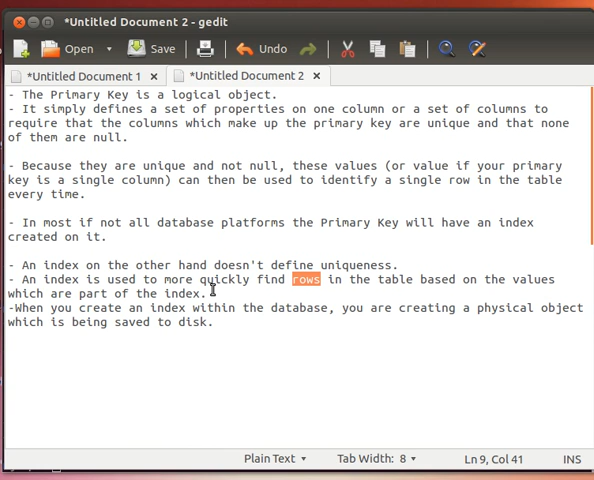 *Untitled Document 2 - gedit
Open Save Undo
*Untitled Document 1 *Untitled Document 2
- The Primary Key is a logical object.
- It simply defines a set of properties on one column or a set of columns to
require that the columns which make up the primary key are unique and that none
of them are null.
- Because they are unique and not null, these values (or value if your primary
key is a single column) can then be used to identify a single row in the table
every time.
- In most if not all database platforms the Primary Key will have an index
created on it.
- An index on the other hand doesn't define uniqueness.
- An index is used to more quickly find rows in the table based on the values
which are part of the index.
-When you create an index within the database, you are creating a physical object
which is being saved to disk.
Plain Text Tab Width: 8 Ln 9, Col 41 INS